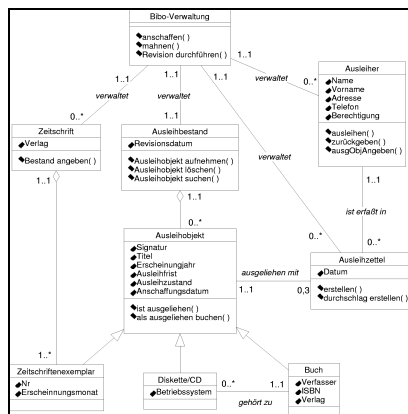 Bibo-Verwaltung
anschaffen( )
mahnen( )
Revision durchführen( )
1..1
1..1
1..1
1..1
verwaltet
0..*
Ausleiher
Name
Vorname
Adresse
Telefon
Berechtigung
ausleihen( )
zurückgeben( )
ausgObjAngeben( )
verwaltet
verwaltet
verwaltet
0..*
1..1
Zeitschrift
Verlag
Bestand angeben( )
1..1
Ausleihbestand
Revisionsdatum
Ausleihobjekt aufnehmen( )
Ausleihobjekt löschen( )
Ausleihobjekt suchen( )
1..1
0..*
1..1
ist erfaßt in
0..*
0..*
Ausleihobjekt
Signatur
Titel
Erscheinungjahr
Ausleihfrist
Ausleihzustand
Anschaffungsdatum
ist ausgeliehen( )
als ausgeliehen buchen( )
ausgeliehen mit
1..1
0,3
Ausleihzettel
Datum
erstellen( )
durchschlag erstellen( )
1..*
Zeitschriftenexemplar
Nr
Erscheinnungsmonat
Diskette/CD
Betriebssystem
0..*
1..1
gehört zu
Buch
Verfasser
ISBN
Verlag